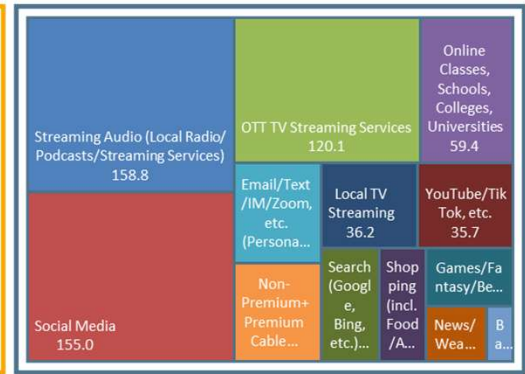 Streaming Audio (Local Radio/
Podcasts/Streaming Services)
158.8
Social Media
155.0
OTT TV Streaming Services
120.1
Online
Classes,
Schools,
Colleges,
Universities
59.4
Email/Text
/IM/Zoom,
etc.
(Persona...
Local TV
Streaming
36.2
YouTube/Tik
Tok, etc.
35.7
Non-
Premium+
Premium
Cable...
Search
(Googl
e,
Bing,
etc.)...
Shop
ping
(incl.
Food
/A...
Games/Fa
ntasy/Be...
News/
Wea...
B
a...